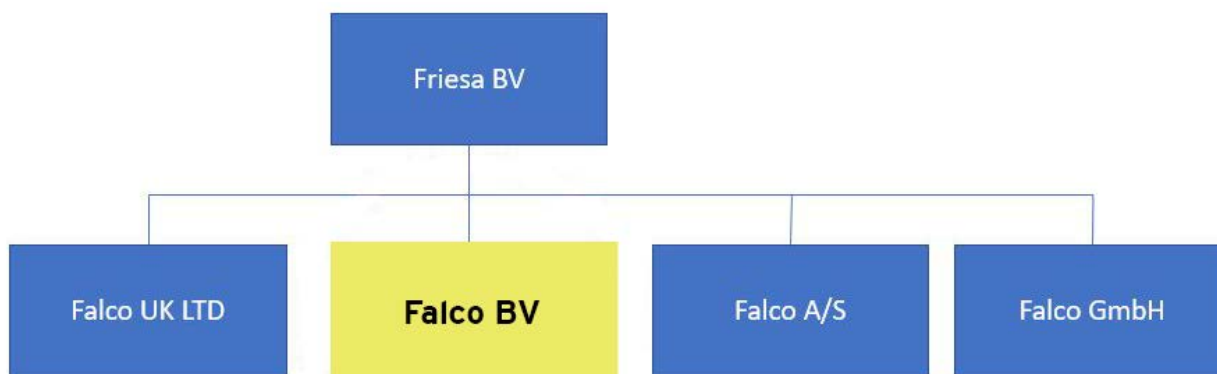 Friesa BV
Falco UK LTD
Falco BV
Falco A/S
Falco GmbH